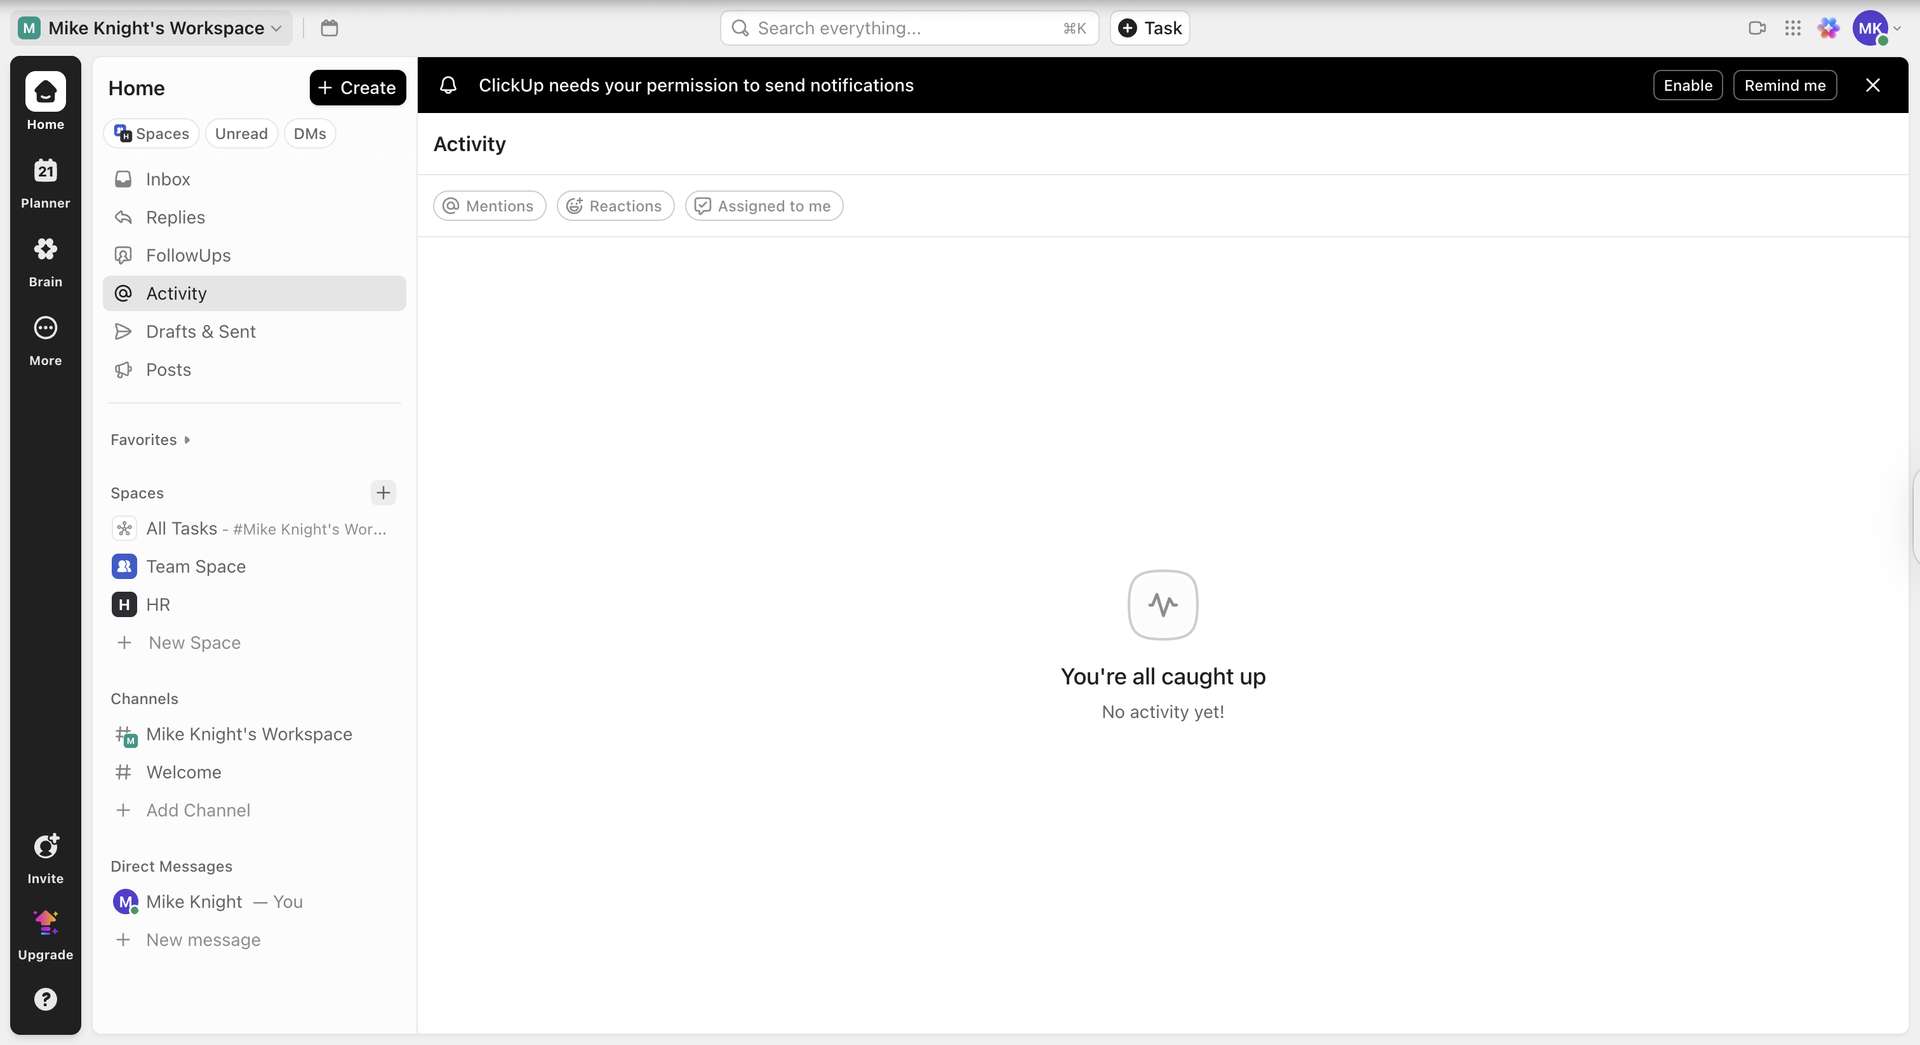 M Mike Knight's Workspace
Search everything... ⌘K
Task
MK
Home
21
Planner
Brain
More
Invite
Upgrade
?
Home
+ Create
H Spaces
Unread
DMs
Inbox
Replies
FollowUps
Activity
Drafts & Sent
Posts
Favorites
Spaces
All Tasks - #Mike Knight's Wor...
Team Space
H HR
New Space
Channels
M Mike Knight's Workspace
# Welcome
Add Channel
Direct Messages
M Mike Knight — You
New message
ClickUp needs your permission to send notifications
Enable
Remind me
Activity
@ Mentions
Reactions
Assigned to me
You're all caught up
No activity yet!